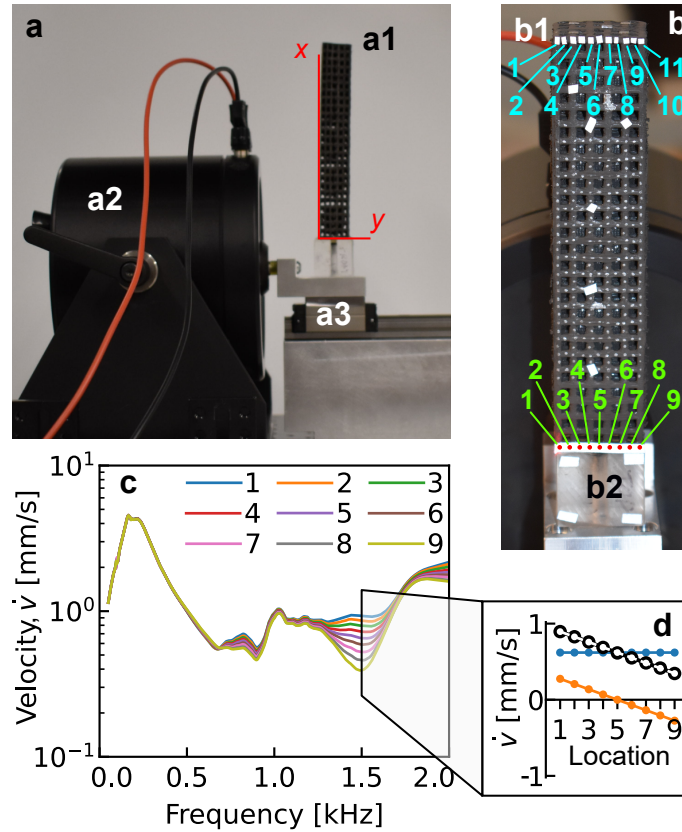 a
a1
x
a2
y
a3
b1
b
1
3
5
7
9
11
2
4
6
8
10
2
4
6
8
1
3
5
7
9
b2
c
10¹
10⁰
10⁻¹
Velocity, v̇ [mm/s]
1 2 3
4 5 6
7 8 9
0.0 0.5 1.0 1.5 2.0
Frequency [kHz]
d
1
0
-1
v̇ [mm/s]
1 3 5 7 9
Location